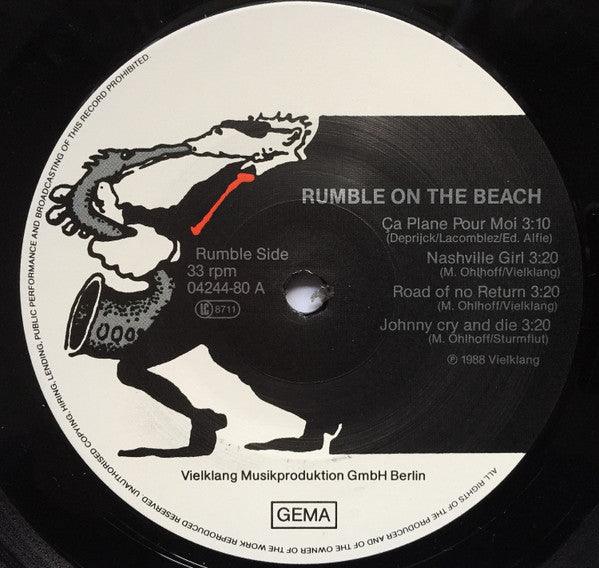 ALL RIGHTS OF THE PRODUCER AND OF THE OWNER OF THE WORK REPRODUCED RESERVED UNAUTHORISED COPYING, HIRING, LENDING, PUBLIC PERFORMANCE AND BROADCASTING OF THIS RECORD PROHIBITED.
RUMBLE ON THE BEACH
Ça Plane Pour Moi 3:10
(Deprijck/Lacomblez/Ed. Alfie)
Nashville Girl 3:20
(M. Ohlhoff/Vielklang)
Road of no Return 3:20
(M. Ohlhoff/Vielklang)
Johnny cry and die 3:20
(M. Ohlhoff/Sturmflut)
℗ 1988 Vielklang
Rumble Side
33 rpm
04244-80 A
LC 8711
Vielklang Musikproduktion GmbH Berlin
GEMA